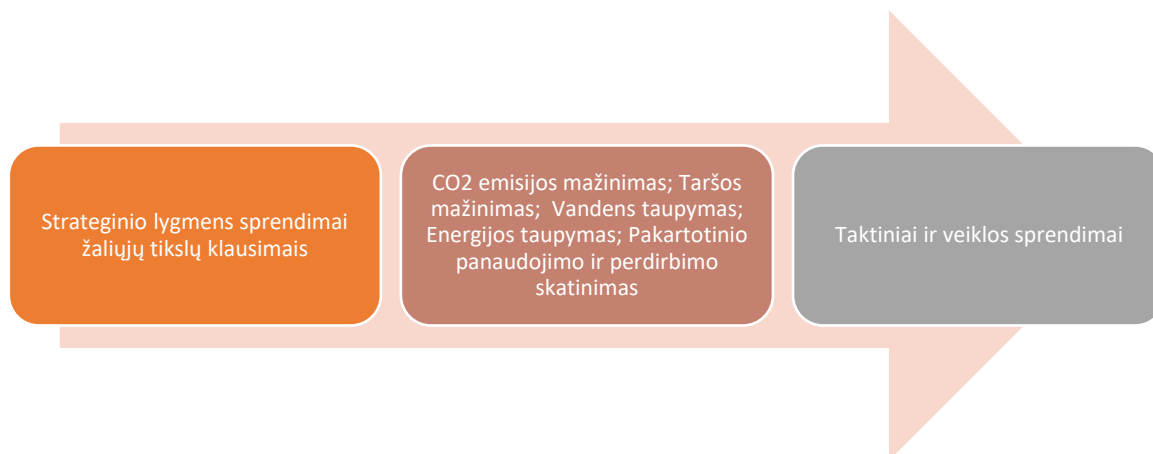 Strateginio lygmens sprendimai
žaliųjų tikslų klausimais
CO2 emisijos mažinimas; Taršos
mažinimas;  Vandens taupymas;
Energijos taupymas; Pakartotinio
panaudojimo ir perdirbimo
skatinimas
Taktiniai ir veiklos sprendimai